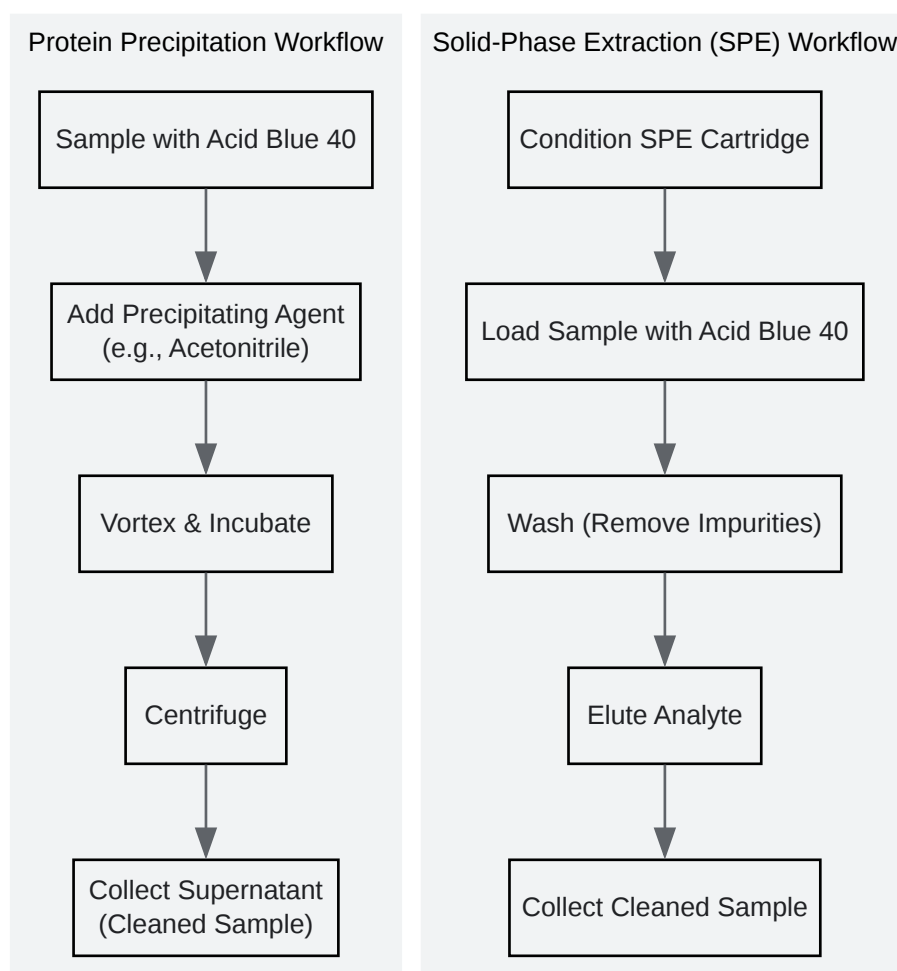 Protein Precipitation Workflow
Sample with Acid Blue 40
Add Precipitating Agent
(e.g., Acetonitrile)
Vortex & Incubate
Centrifuge
Collect Supernatant
(Cleaned Sample)
Solid-Phase Extraction (SPE) Workflow
Condition SPE Cartridge
Load Sample with Acid Blue 40
Wash (Remove Impurities)
Elute Analyte
Collect Cleaned Sample